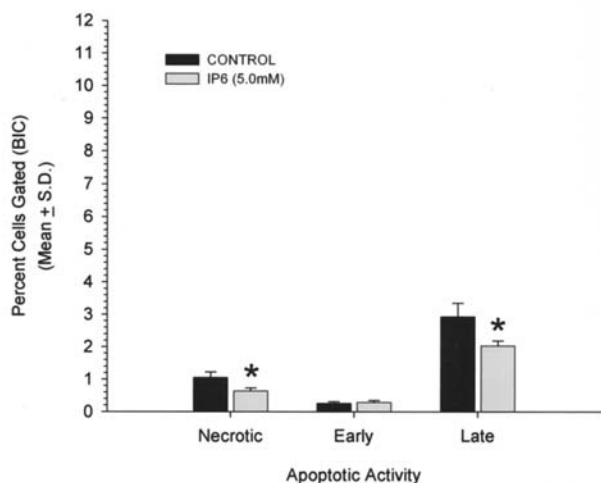 Percent Cells Gated (BIC)
(Mean ± S.D.)
12
11
10
9
8
7
6
5
4
3
2
1
0
CONTROL
IP6 (5.0mM)
*
*
Necrotic Early Late
Apoptotic Activity